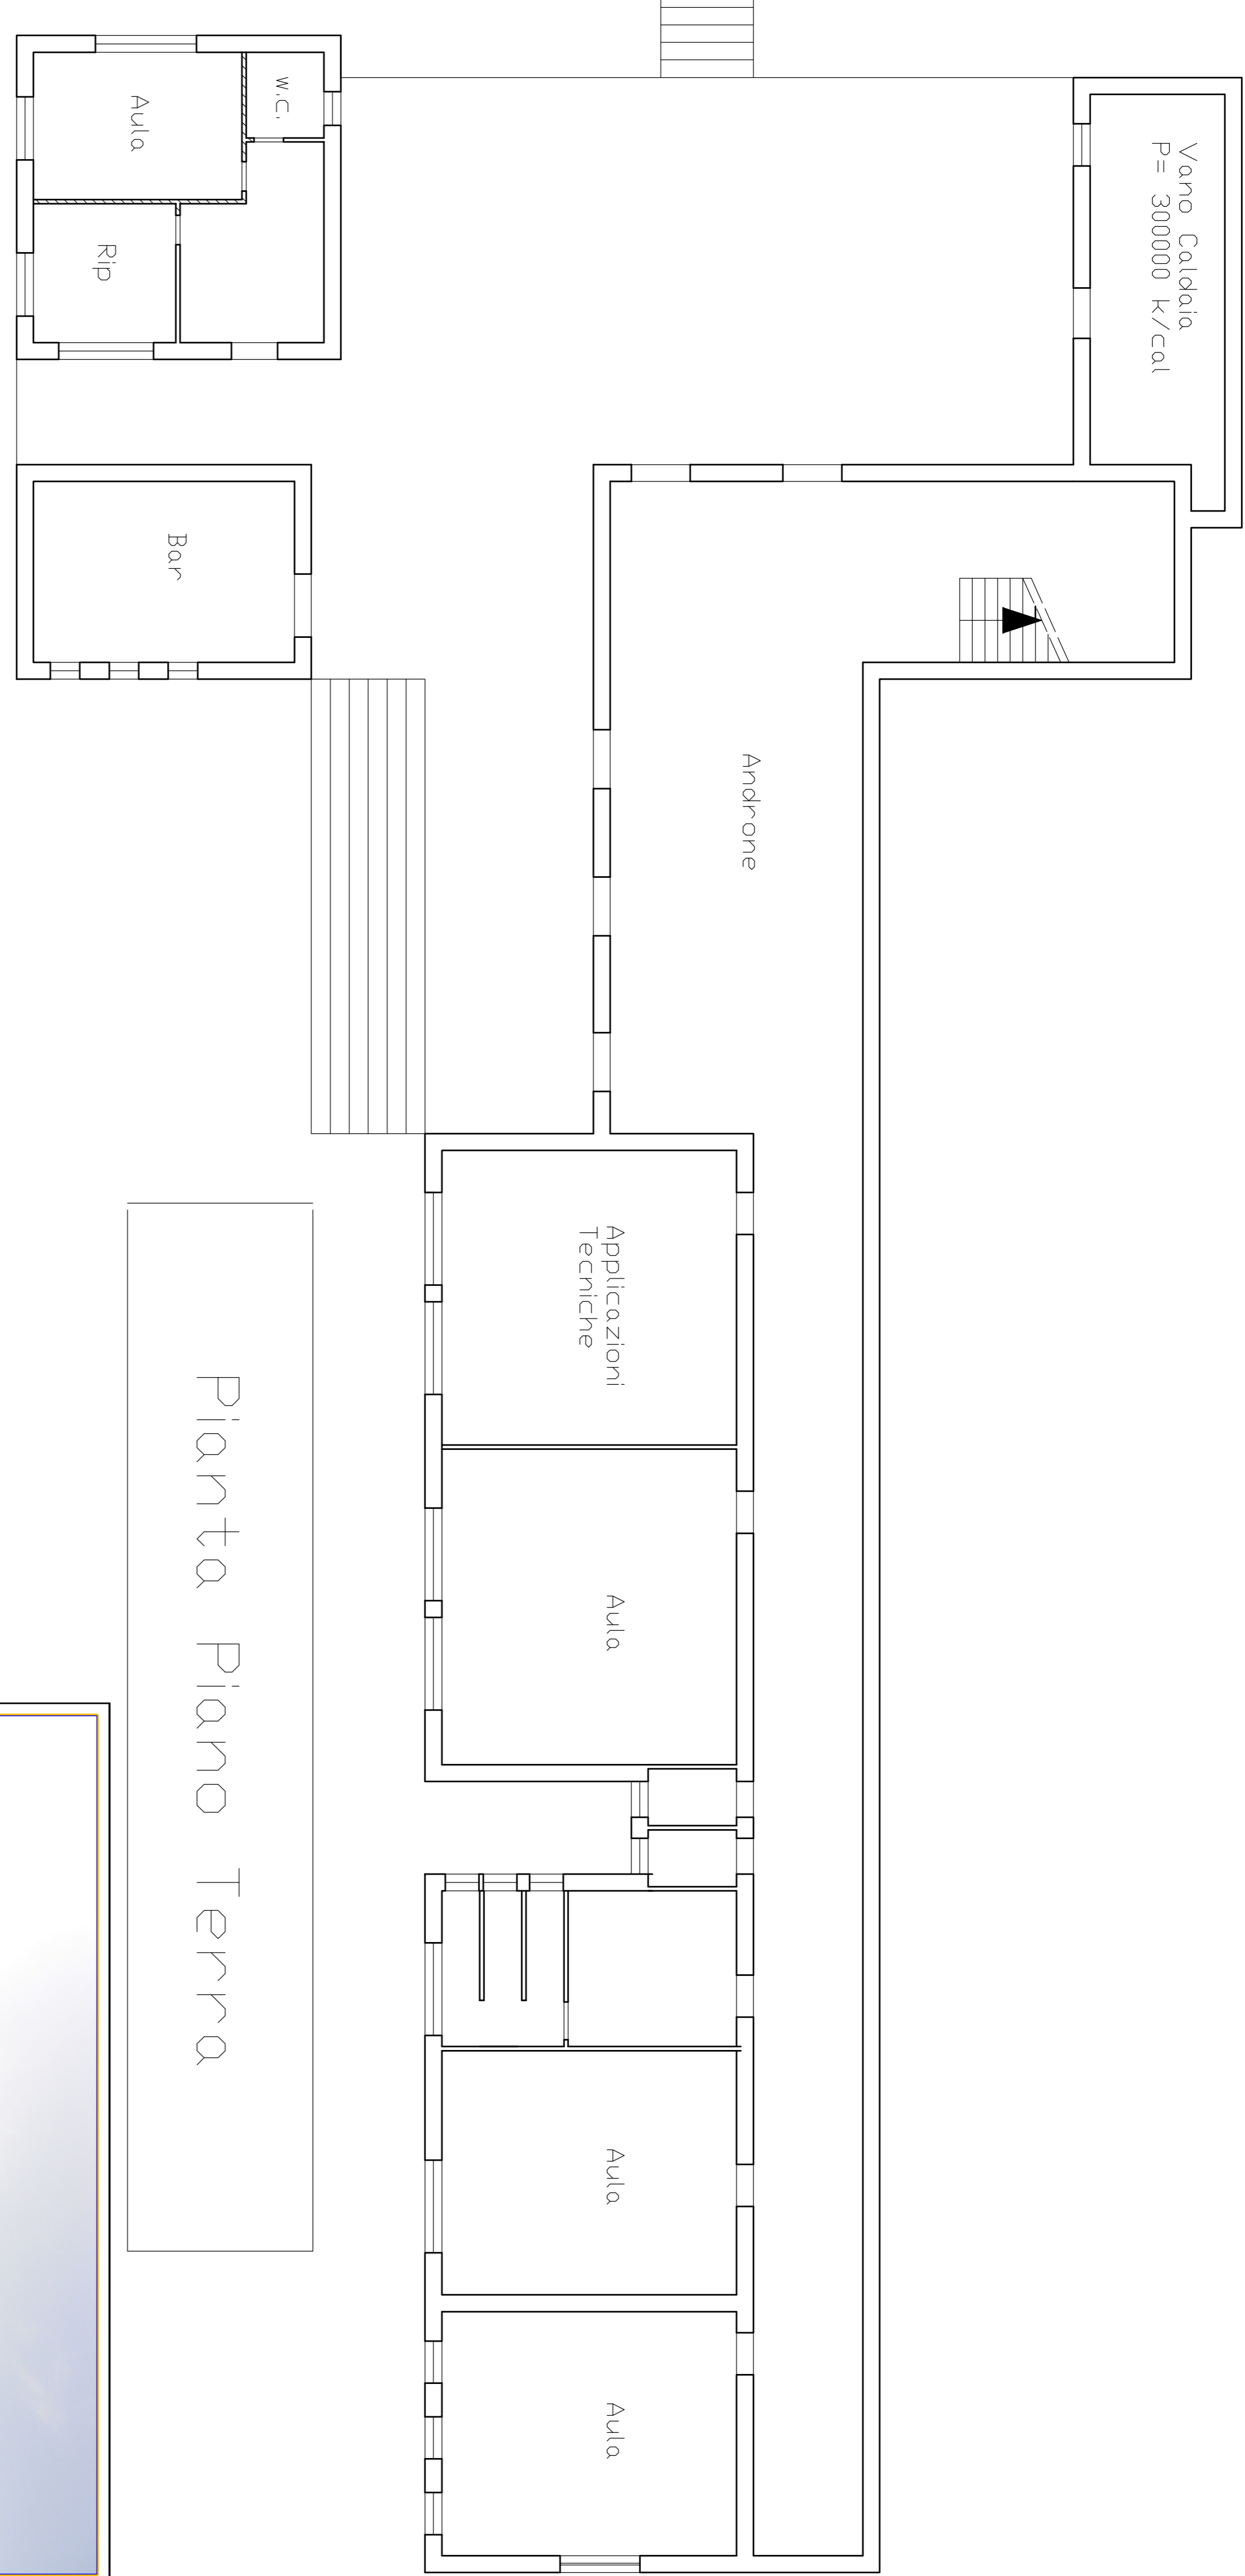 Vano Caldaia
P= 300000 k/cal
w.c.
Aula
Rip
Bar
Androne
Applicazioni
Tecniche
Aula
Aula
Aula
Pianta Piano Terra